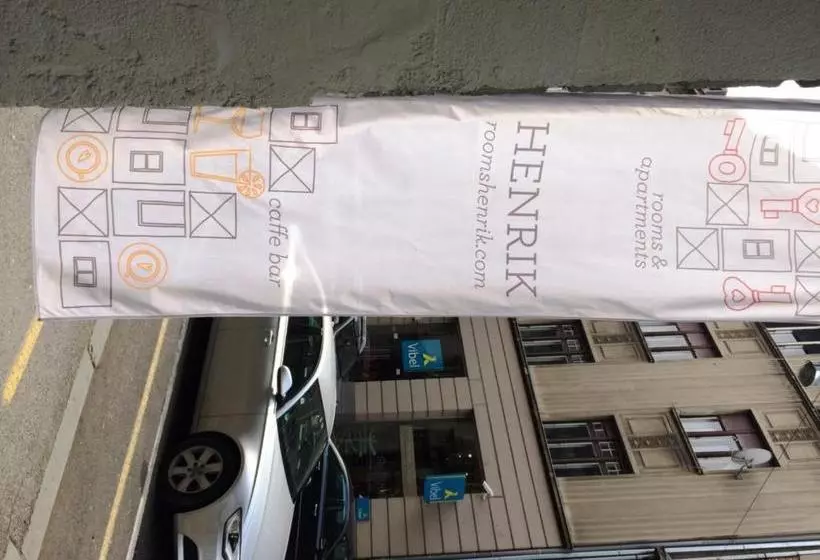 rooms &
apartments
HENRIK
roomshenrik.com
caffe bar
Vibel
Vibel